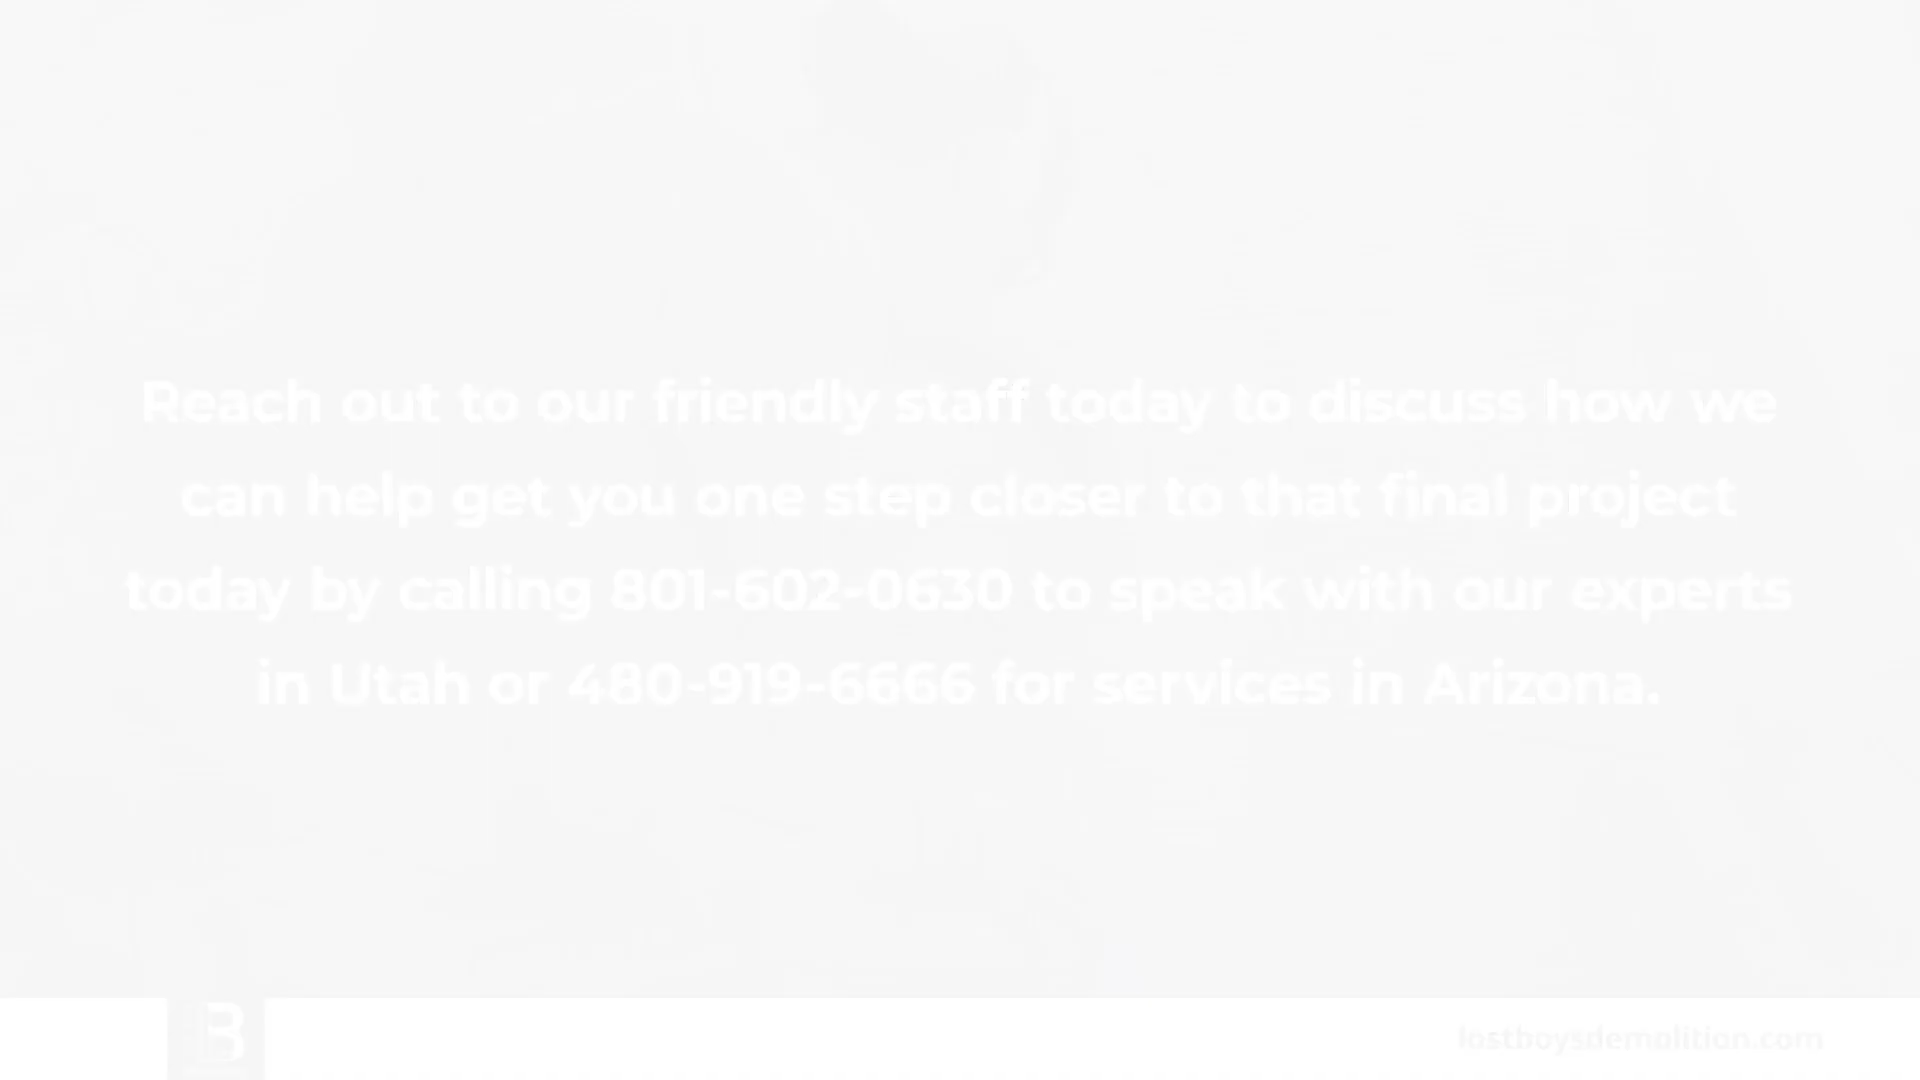 Reach out to our friendly staff today to discuss how we
can help get you one step closer to that final project
today by calling 801-602-0630 to speak with our experts
in Utah or 480-919-6666 for services in Arizona.
lostboysdemolition.com